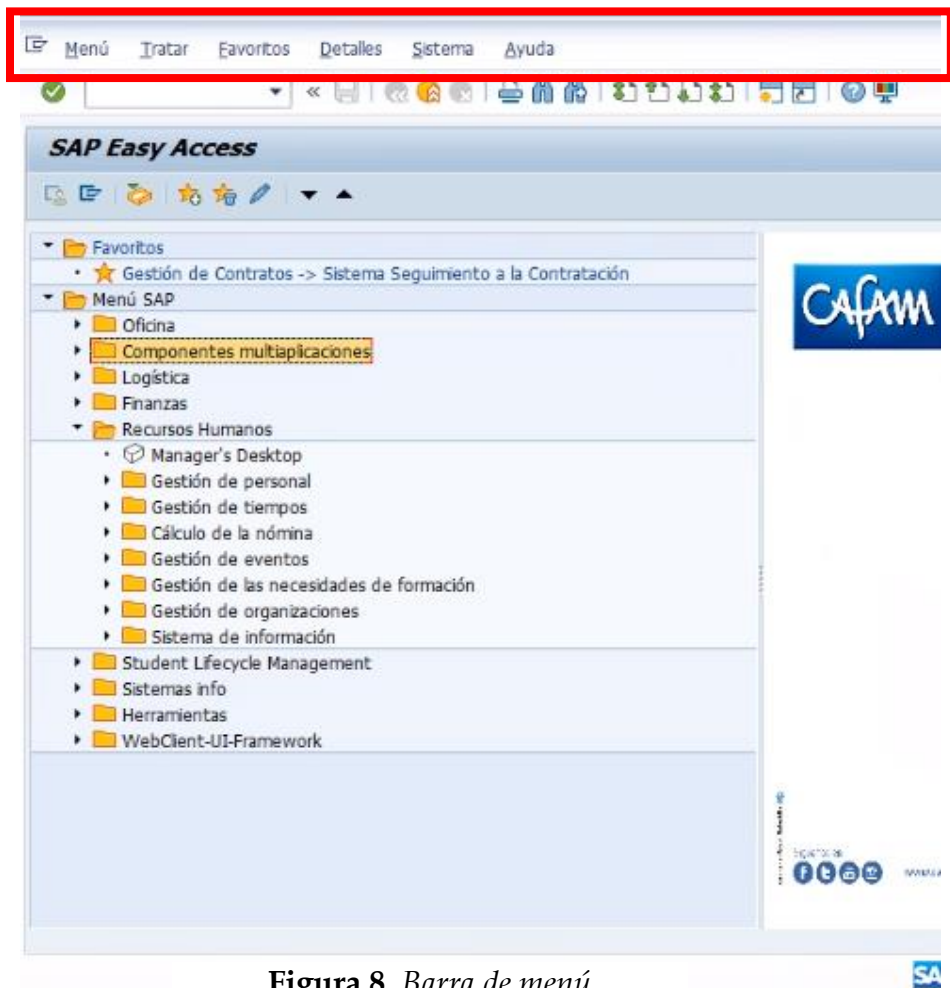 Menú Tratar Favoritos Detalles Sistema Ayuda
SAP Easy Access
Favoritos
Gestión de Contratos -> Sistema Seguimiento a la Contratación
Menú SAP
Oficina
Componentes multiaplicaciones
Logística
Finanzas
Recursos Humanos
Manager's Desktop
Gestión de personal
Gestión de tiempos
Cálculo de la nómina
Gestión de eventos
Gestión de las necesidades de formación
Gestión de organizaciones
Sistema de información
Student Lifecycle Management
Sistemas info
Herramientas
WebClient-UI-Framework
CAFAM
SA
Figura 8. Barra de menú